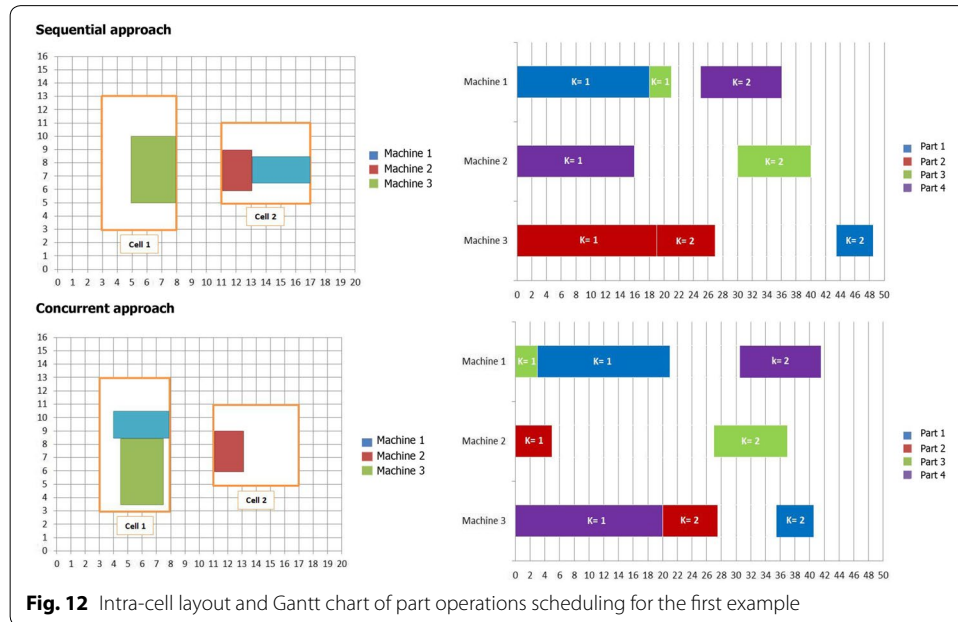 Sequential approach
16
15
14
13
12
11
10
9
8
7
6
5
4
3
2
1
0
0 1 2 3 4 5 6 7 8 9 10 11 12 13 14 15 16 17 18 19 20
Cell 1
Cell 2
Machine 1
Machine 2
Machine 3
Machine 1
K= 1
K= 1
K= 2
Machine 2
K= 1
K= 2
Machine 3
K= 1
K= 2
K= 2
0 2 4 6 8 10 12 14 16 18 20 22 24 26 28 30 32 34 36 38 40 42 44 46 48 50
Part 1
Part 2
Part 3
Part 4
Concurrent approach
16
15
14
13
12
11
10
9
8
7
6
5
4
3
2
1
0
0 1 2 3 4 5 6 7 8 9 10 11 12 13 14 15 16 17 18 19 20
Cell 1
Cell 2
Machine 1
Machine 2
Machine 3
Machine 1
K= 1
K= 1
k= 2
Machine 2
K= 1
K= 2
Machine 3
K= 1
K= 2
K= 2
0 2 4 6 8 10 12 14 16 18 20 22 24 26 28 30 32 34 36 38 40 42 44 46 48 50
Part 1
Part 2
Part 3
Part 4
Fig. 12 Intra-cell layout and Gantt chart of part operations scheduling for the first example